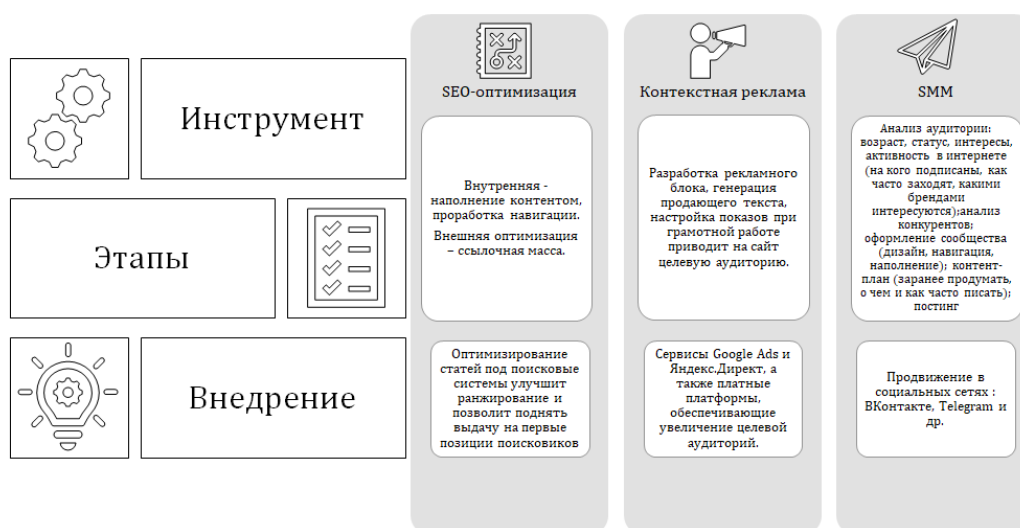 Инструмент
Этапы
Внедрение
SEO-оптимизация
Внутренняя -
наполнение контентом,
проработка навигации.
Внешняя оптимизация
– ссылочная масса.
Оптимизирование
статей под поисковые
системы улучшит
ранжирование и
позволит поднять
выдачу на первые
позиции поисковиков
Контекстная реклама
Разработка рекламного
блока, генерация
продающего текста,
настройка показов при
грамотной работе
приводит на сайт
целевую аудиторию.
Сервисы Google Ads и
Яндекс.Директ, а
также платные
платформы,
обеспечивающие
увеличение целевой
аудиторий.
SMM
Анализ аудитории:
возраст, статус, интересы,
активность в интернете
(на кого подписаны, как
часто заходят, какими
брендами
интересуются);анализ
конкурентов;
оформление сообщества
(дизайн, навигация,
наполнение); контент-
план (заранее продумать,
о чем и как часто писать);
постинг
Продвижение в
социальных сетях :
ВКонтакте, Telegram и
др.